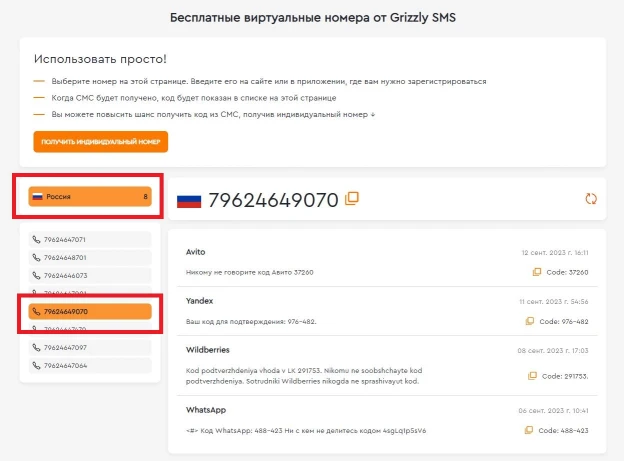 Бесплатные виртуальные номера от Grizzly SMS
Использовать просто!
Выберите номер на этой странице. Введите его на сайте или в приложении, где вам нужно зарегистрироваться
Когда СМС будет получено, код будет показан в списке на этой странице
Вы можете повысить шанс получить код из СМС, получив индивидуальный номер ↓
ПОЛУЧИТЬ ИНДИВИДУАЛЬНЫЙ НОМЕР
Россия 8
79624649070
79624647071
79624648701
79624646073
79624649070
79624647097
79624647064
Avito 12 сент. 2023 г. 16:11
Никому не говорите код Авито 37260 Code: 37260
Yandex 11 сент. 2023 г. 54:56
Ваш код для подтверждения: 976-482. Code: 976-482
Wildberries 08 сент. 2023 г. 17:03
Kod podtverzhdeniya vhoda v LK 291753. Nikomu ne soobshchayte kod
podtverzhdeniya. Sotrudniki Wildberries nikogda ne sprashivayut kod.
Code: 291753.
WhatsApp 06 сент. 2023 г. 10:41
<#> Код WhatsApp: 488-423 Ни с кем не делитесь кодом 4sgLq1p5sV6 Code: 488-423